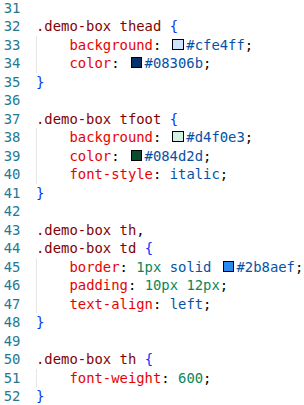 31
32 .demo-box thead {
33     background: #cfe4ff;
34     color: #08306b;
35 }
36
37 .demo-box tfoot {
38     background: #d4f0e3;
39     color: #084d2d;
40     font-style: italic;
41 }
42
43 .demo-box th,
44 .demo-box td {
45     border: 1px solid #2b8aef;
46     padding: 10px 12px;
47     text-align: left;
48 }
49
50 .demo-box th {
51     font-weight: 600;
52 }